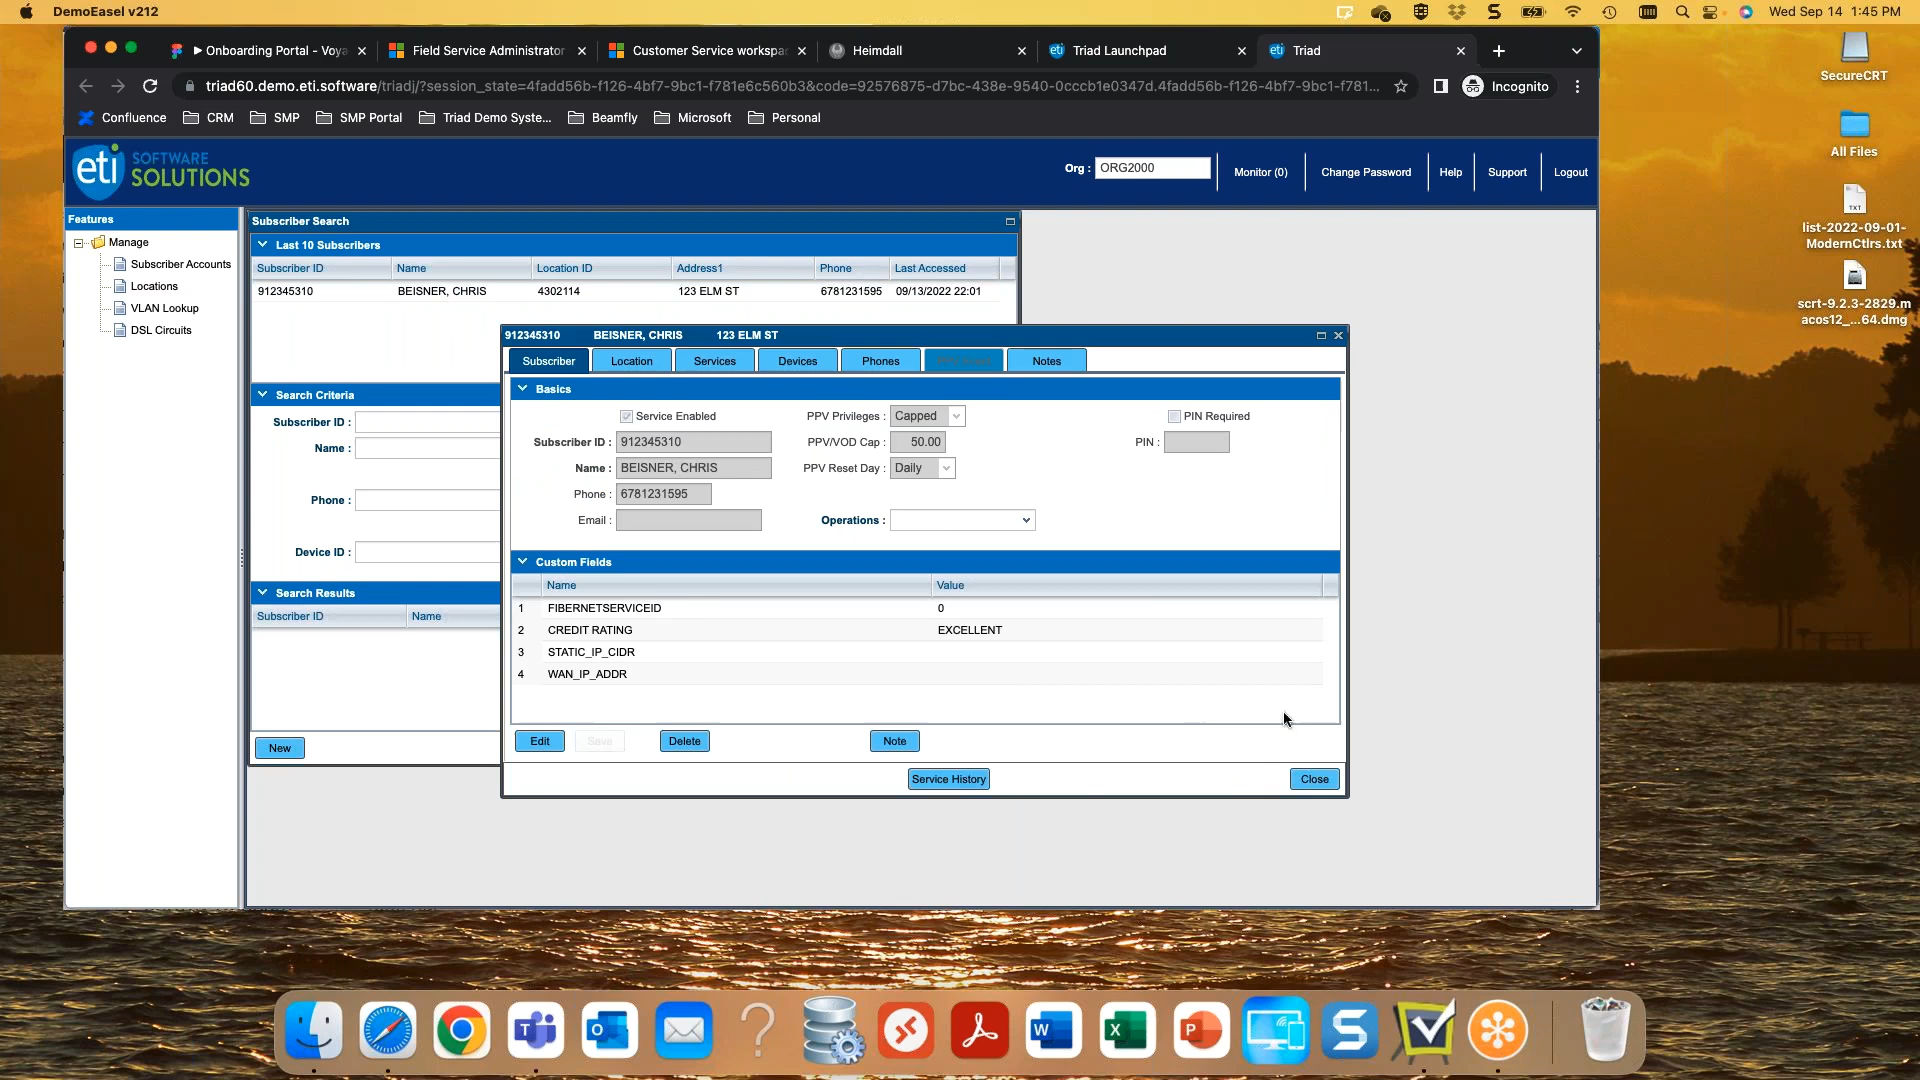 DemoEasel v212
Wed Sep 14 1:45 PM
Onboarding Portal - Voya
Field Service Administrator
Customer Service workspac
Heimdall
Triad Launchpad
Triad
triad60.demo.eti.software/triadj/?session_state=4fadd56b-f126-4bf7-9bc1-f781e6c560b3&code=92576875-d7bc-438e-9540-0cccb1e0347d.4fadd56b-f126-4bf7-9bc1-f781...
Incognito
Confluence
CRM
SMP
SMP Portal
Triad Demo Syste...
Beamfly
Microsoft
Personal
eti SOFTWARE
SOLUTIONS
Org :
ORG2000
Monitor (0)
Change Password
Help
Support
Logout
Features
Manage
Subscriber Accounts
Locations
VLAN Lookup
DSL Circuits
Subscriber Search
Last 10 Subscribers
Subscriber ID Name Location ID Address1 Phone Last Accessed
912345310 BEISNER, CHRIS 4302114 123 ELM ST 6781231595 09/13/2022 22:01
Search Criteria
Subscriber ID :
Name :
Phone :
Device ID :
Search Results
Subscriber ID Name
New
912345310 BEISNER, CHRIS 123 ELM ST
Subscriber Location Services Devices Phones Notes
Basics
Service Enabled
PPV Privileges : Capped
PIN Required
Subscriber ID : 912345310
PPV/VOD Cap : 50.00
PIN :
Name : BEISNER, CHRIS
PPV Reset Day : Daily
Phone : 6781231595
Email :
Operations :
Custom Fields
Name Value
1 FIBERNETSERVICEID 0
2 CREDIT RATING EXCELLENT
3 STATIC_IP_CIDR
4 WAN_IP_ADDR
Edit Save Delete Note
Service History
Close
SecureCRT
All Files
TXT
list-2022-09-01-
ModernCtlrs.txt
scrt-9.2.3-2829.m
acos12_...64.dmg